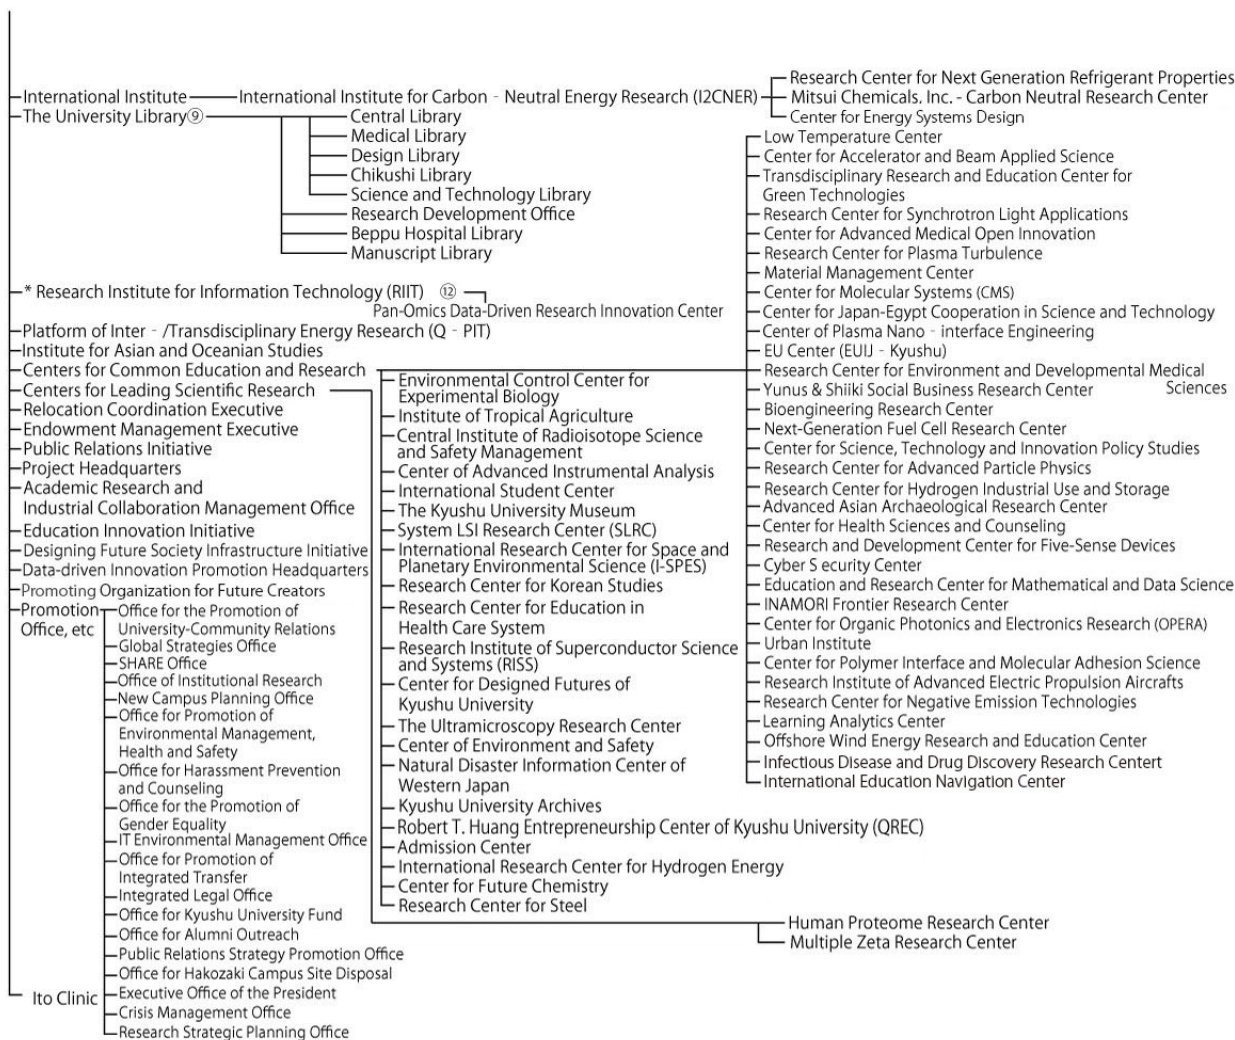 International Institute
International Institute for Carbon‐Neutral Energy Research (I2CNER)
Research Center for Next Generation Refrigerant Properties
Mitsui Chemicals. Inc. - Carbon Neutral Research Center
Center for Energy Systems Design
The University Library⑨
Central Library
Medical Library
Design Library
Chikushi Library
Science and Technology Library
Research Development Office
Beppu Hospital Library
Manuscript Library
* Research Institute for Information Technology (RIIT) ⑫
Pan-Omics Data-Driven Research Innovation Center
Platform of Inter‐/Transdisciplinary Energy Research (Q‐PIT)
Institute for Asian and Oceanian Studies
Centers for Common Education and Research
Centers for Leading Scientific Research
Relocation Coordination Executive
Endowment Management Executive
Public Relations Initiative
Project Headquarters
Academic Research and
Industrial Collaboration Management Office
Education Innovation Initiative
Designing Future Society Infrastructure Initiative
Data-driven Innovation Promotion Headquarters
Promoting Organization for Future Creators
Promotion
Office, etc
Office for the Promotion of
University-Community Relations
Global Strategies Office
SHARE Office
Office of Institutional Research
New Campus Planning Office
Office for Promotion of
Environmental Management,
Health and Safety
Office for Harassment Prevention
and Counseling
Office for the Promotion of
Gender Equality
IT Environmental Management Office
Office for Promotion of
Integrated Transfer
Integrated Legal Office
Office for Kyushu University Fund
Office for Alumni Outreach
Public Relations Strategy Promotion Office
Office for Hakozaki Campus Site Disposal
Executive Office of the President
Crisis Management Office
Research Strategic Planning Office
Ito Clinic
Environmental Control Center for
Experimental Biology
Institute of Tropical Agriculture
Central Institute of Radioisotope Science
and Safety Management
Center of Advanced Instrumental Analysis
International Student Center
The Kyushu University Museum
System LSI Research Center (SLRC)
International Research Center for Space and
Planetary Environmental Science (I-SPES)
Research Center for Korean Studies
Research Center for Education in
Health Care System
Research Institute of Superconductor Science
and Systems (RISS)
Center for Designed Futures of
Kyushu University
The Ultramicroscopy Research Center
Center of Environment and Safety
Natural Disaster Information Center of
Western Japan
Kyushu University Archives
Robert T. Huang Entrepreneurship Center of Kyushu University (QREC)
Admission Center
International Research Center for Hydrogen Energy
Center for Future Chemistry
Research Center for Steel
Low Temperature Center
Center for Accelerator and Beam Applied Science
Transdisciplinary Research and Education Center for
Green Technologies
Research Center for Synchrotron Light Applications
Center for Advanced Medical Open Innovation
Research Center for Plasma Turbulence
Material Management Center
Center for Molecular Systems (CMS)
Center for Japan-Egypt Cooperation in Science and Technology
Center of Plasma Nano‐interface Engineering
EU Center (EUIJ‐Kyushu)
Research Center for Environment and Developmental Medical
Sciences
Yunus & Shiiki Social Business Research Center
Bioengineering Research Center
Next-Generation Fuel Cell Research Center
Center for Science, Technology and Innovation Policy Studies
Research Center for Advanced Particle Physics
Research Center for Hydrogen Industrial Use and Storage
Advanced Asian Archaeological Research Center
Center for Health Sciences and Counseling
Research and Development Center for Five-Sense Devices
Cyber S ecurity Center
Education and Research Center for Mathematical and Data Science
INAMORI Frontier Research Center
Center for Organic Photonics and Electronics Research (OPERA)
Urban Institute
Center for Polymer Interface and Molecular Adhesion Science
Research Institute of Advanced Electric Propulsion Aircrafts
Research Center for Negative Emission Technologies
Learning Analytics Center
Offshore Wind Energy Research and Education Center
Infectious Disease and Drug Discovery Research Centert
International Education Navigation Center
Human Proteome Research Center
Multiple Zeta Research Center